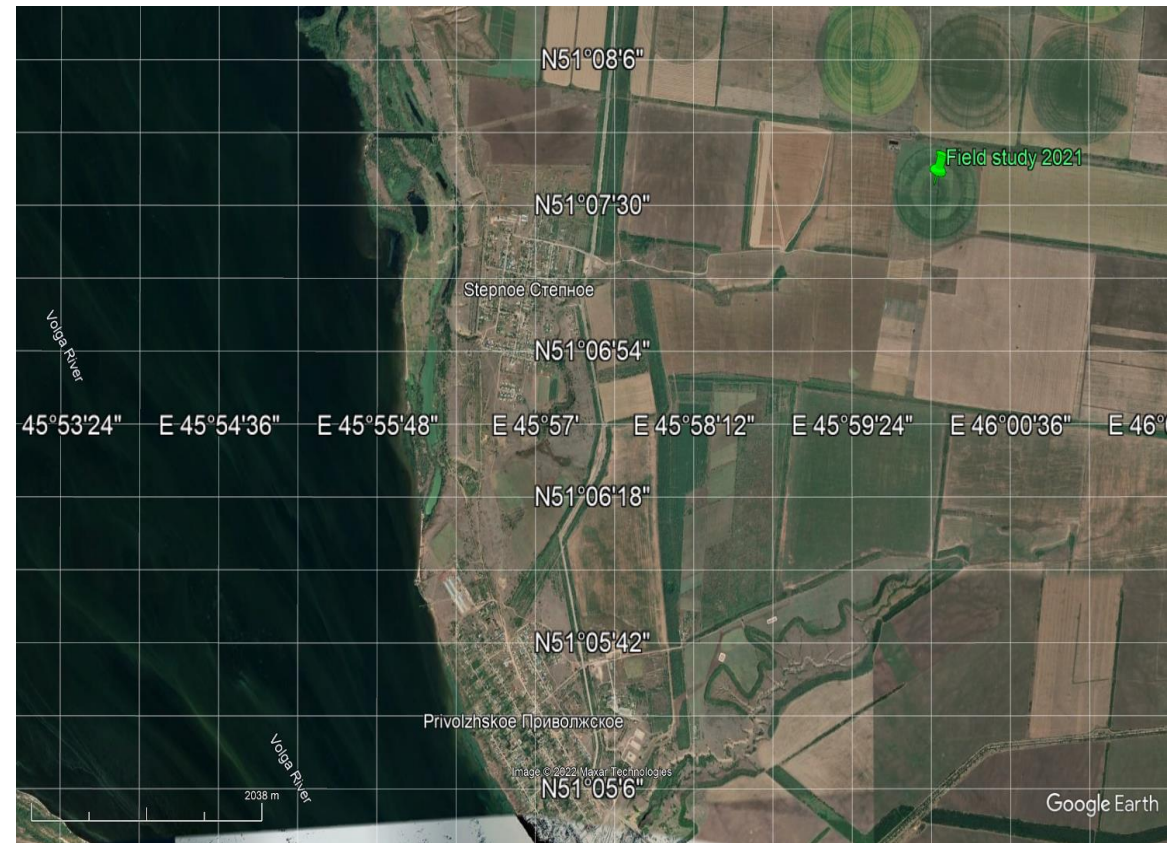 N51°08'6"
Field study 2021
N51°07'30"
Stepnoe Степное
Volga River
N51°06'54"
45°53'24" E 45°54'36" E 45°55'48" E 45°57' E 45°58'12" E 45°59'24" E 46°00'36" E 46°0
N51°06'18"
N51°05'42"
Privolzhskoe Приволжское
Volga River
Image © 2022 Maxar Technologies
N51°05'6"
2038 m
Google Earth